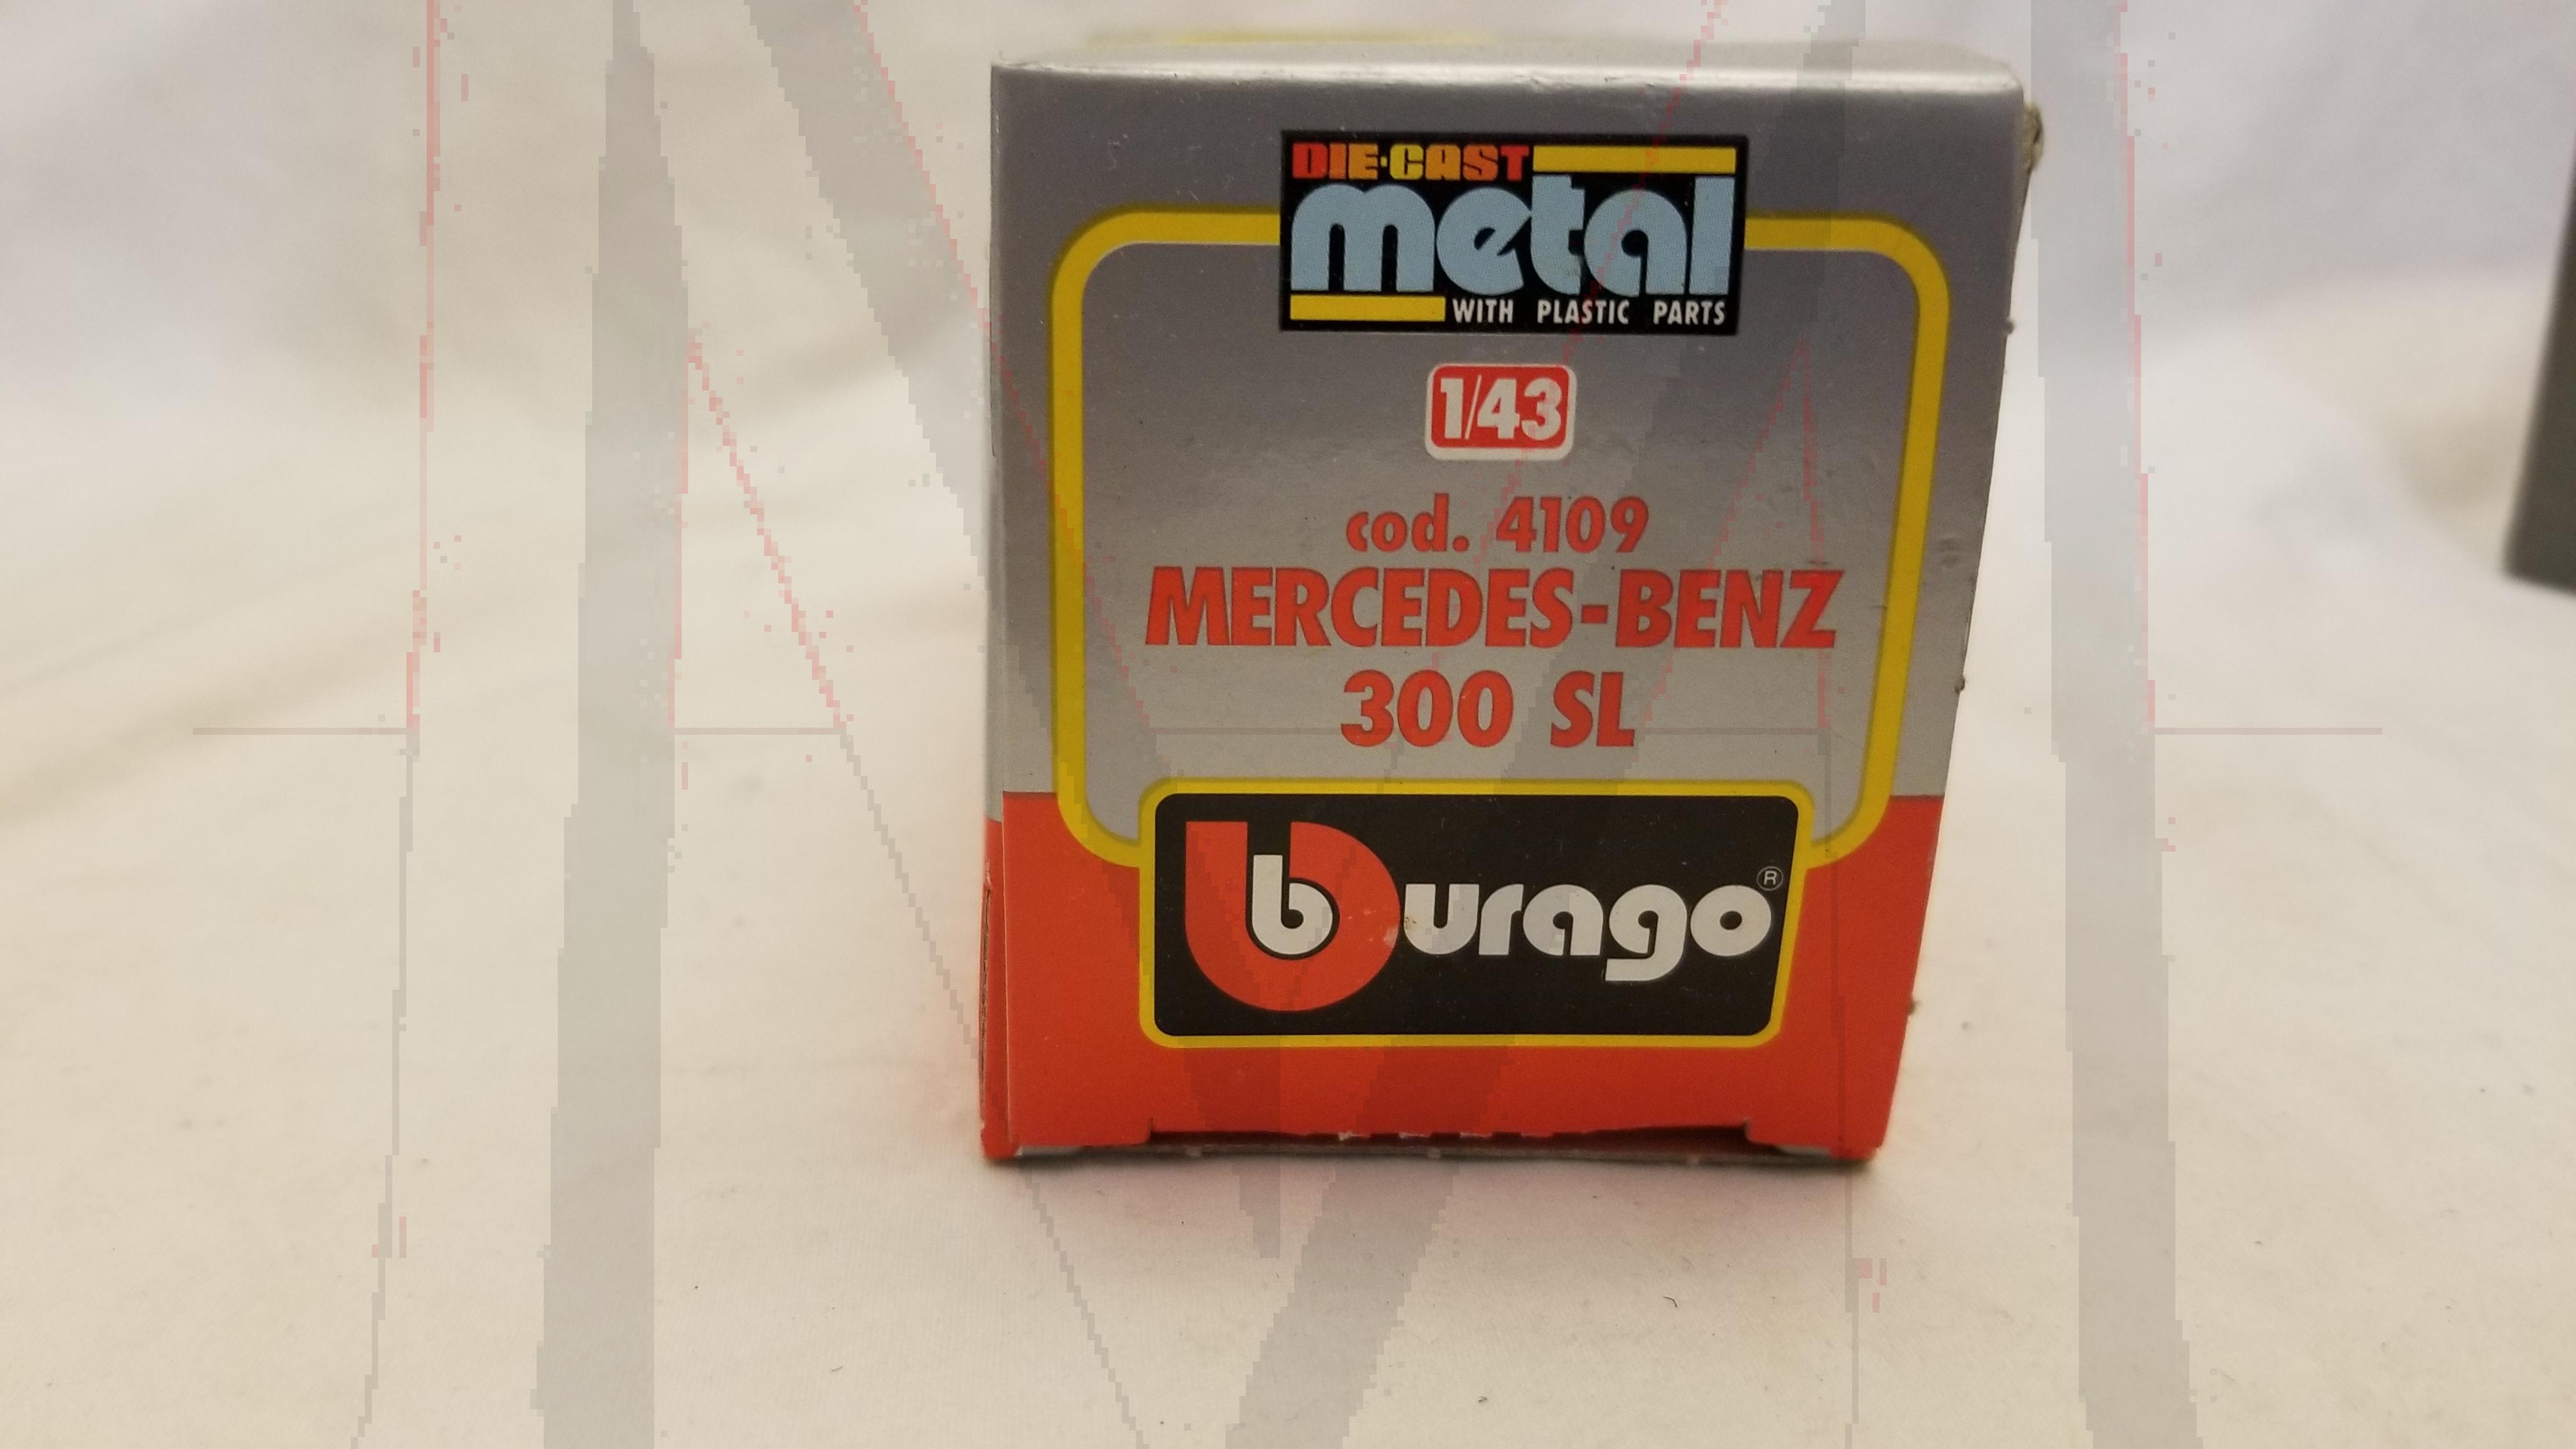 DIE·CAST
metal
WITH PLASTIC PARTS
1/43
cod. 4109
MERCEDES-BENZ
300 SL
burago®